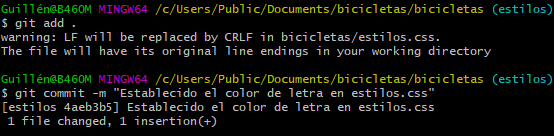 Guillén@B46OM MINGW64 /c/Users/Public/Documents/bicicletas/bicicletas (estilos)
$ git add .
warning: LF will be replaced by CRLF in bicicletas/estilos.css.
The file will have its original line endings in your working directory
Guillén@B46OM MINGW64 /c/Users/Public/Documents/bicicletas/bicicletas (estilos)
$ git commit -m "Establecido el color de letra en estilos.css"
[estilos 4aeb3b5] Establecido el color de letra en estilos.css
 1 file changed, 1 insertion(+)